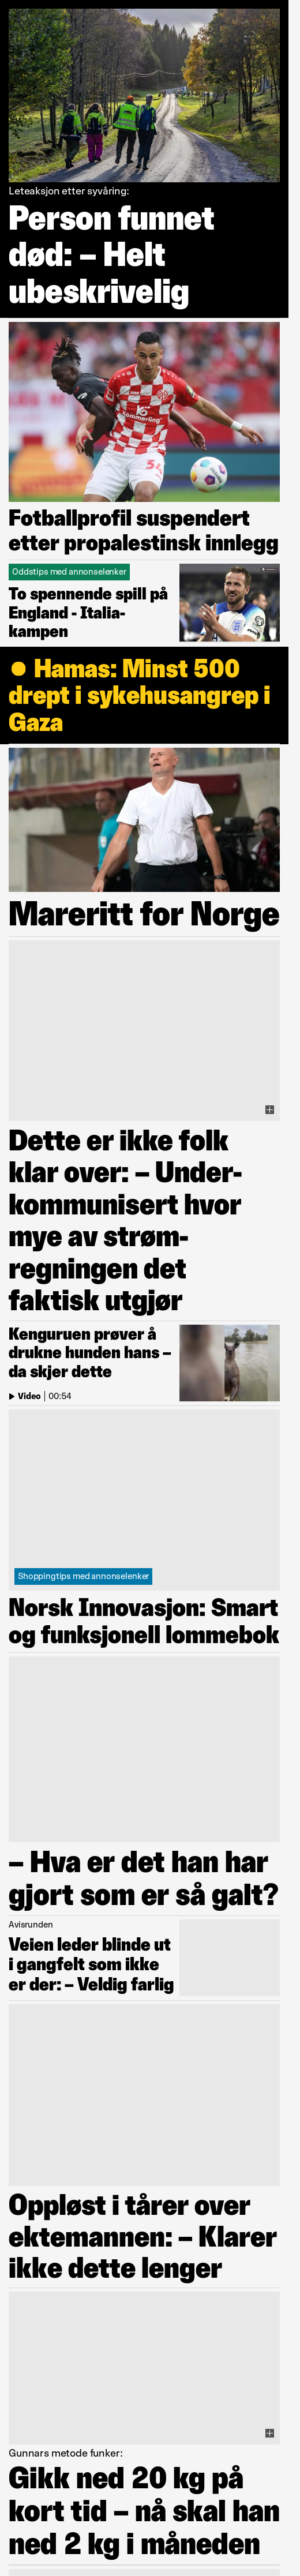 Leteaksjon etter syvåring:
Person funnet
død: – Helt
ubeskrivelig
Fotballprofil suspendert
etter propalestinsk innlegg
Oddstips med annonselenker
To spennende spill på
England - Italia-
kampen
Hamas: Minst 500
drept i sykehusangrep i
Gaza
Mareritt for Norge
Dette er ikke folk
klar over: – Under-
kommunisert hvor
mye av strøm-
regningen det
faktisk utgjør
Kenguruen prøver å
drukne hunden hans –
da skjer dette
Video | 00:54
Shoppingtips med annonselenker
Norsk Innovasjon: Smart
og funksjonell lommebok
– Hva er det han har
gjort som er så galt?
Avisrunden
Veien leder blinde ut
i gangfelt som ikke
er der: – Veldig farlig
Oppløst i tårer over
ektemannen: – Klarer
ikke dette lenger
Gunnars metode funker:
Gikk ned 20 kg på
kort tid – nå skal han
ned 2 kg i måneden